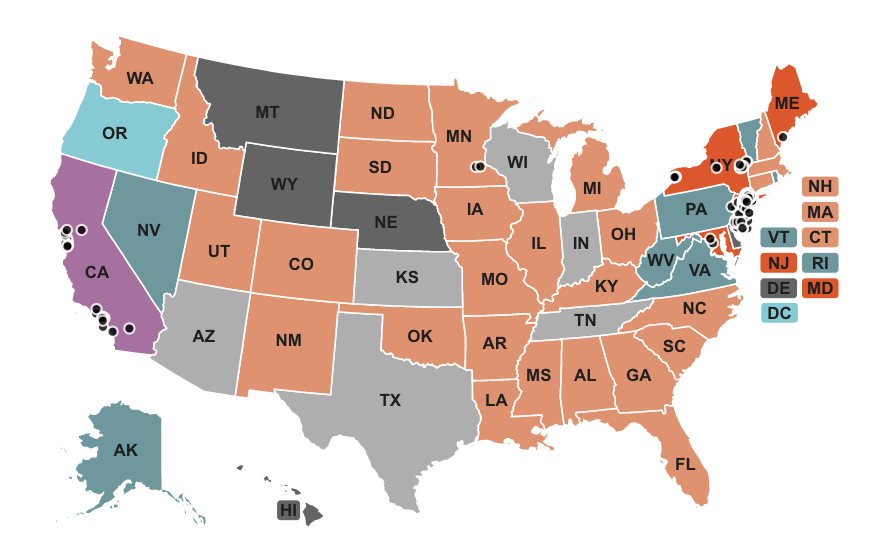 WA
MT
ND
ME
OR
MN
ID
WI
NY
SD
WY
MI
NH
IA
PA
MA
NE
NV
OH
VT
CT
UT
IL
IN
CO
WV
NJ
RI
CA
KS
MO
VA
KY
DE
MD
NC
DC
TN
AZ
NM
OK
AR
SC
MS
AL
GA
TX
LA
AK
FL
HI